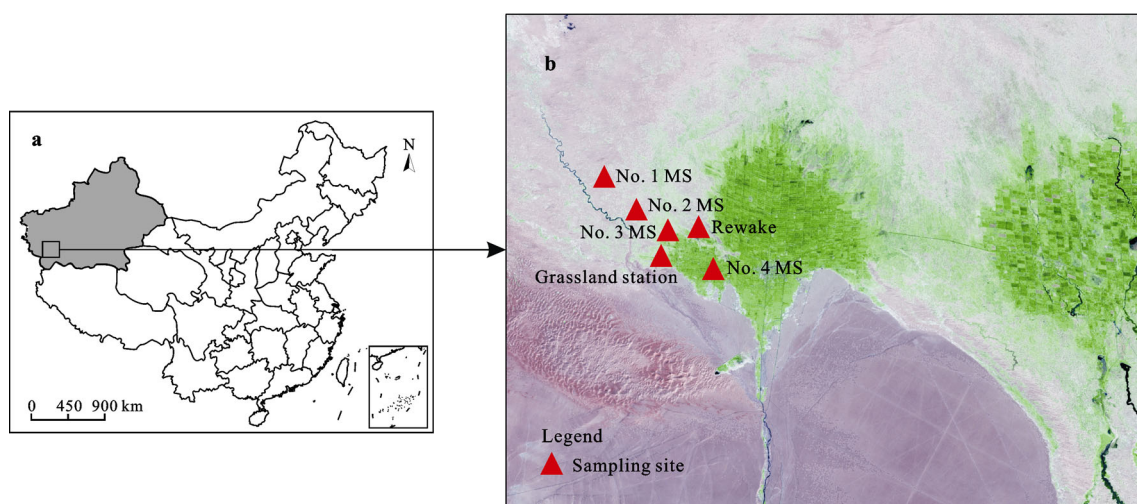 a
N
0 450 900 km
b
No. 1 MS
No. 2 MS
No. 3 MS
Rewake
Grassland station
No. 4 MS
Legend
Sampling site